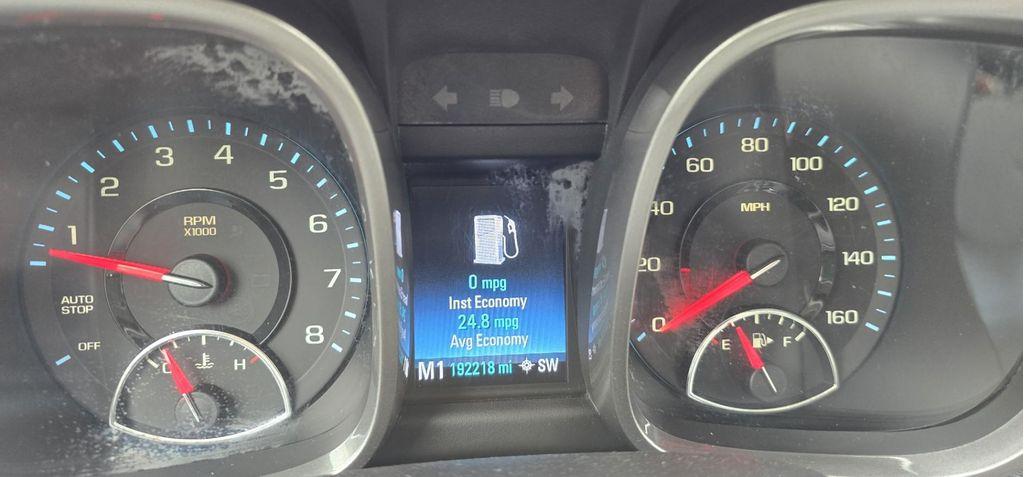 1
2
3
4
5
6
7
8
RPM
X1000
AUTO
STOP
OFF
C
H
0 mpg
Inst Economy
24.8 mpg
Avg Economy
M1 192218 mi SW
0
20
40
60
80
100
120
140
160
MPH
E F